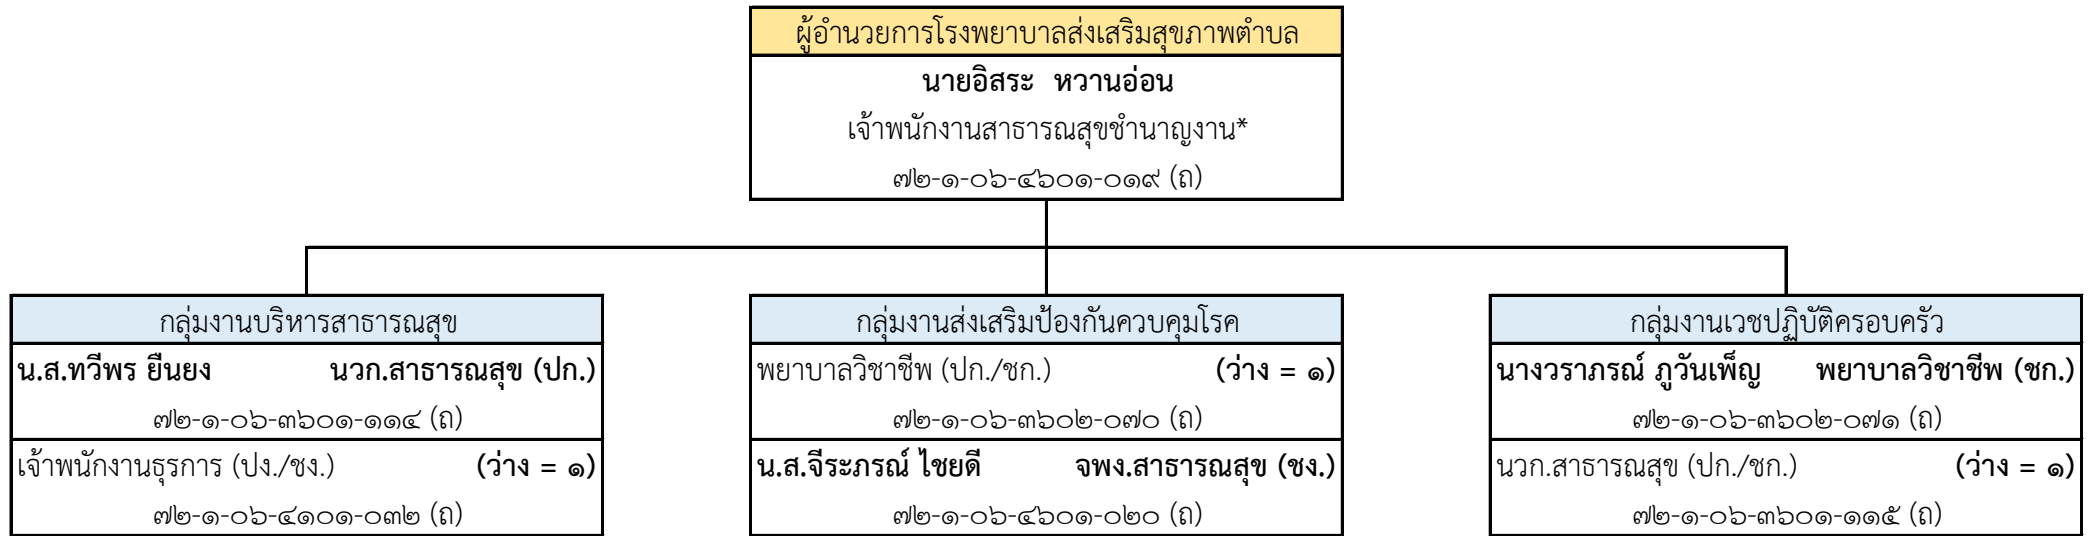 ผู้อำนวยการโรงพยาบาลส่งเสริมสุขภาพตำบล
นายอิสระ หวานอ่อน
เจ้าพนักงานสาธารณสุขชำนาญงาน*
๗๒-๑-๐๖-๔๖๐๑-๐๑๙ (ถ)
กลุ่มงานบริหารสาธารณสุข
น.ส.ทวีพร ยืนยง นวก.สาธารณสุข (ปก.)
๗๒-๑-๐๖-๓๖๐๑-๑๑๔ (ถ)
เจ้าพนักงานธุรการ (ปง./ชง.) (ว่าง = ๑)
๗๒-๑-๐๖-๔๑๐๑-๐๓๒ (ถ)
กลุ่มงานส่งเสริมป้องกันควบคุมโรค
พยาบาลวิชาชีพ (ปก./ชก.) (ว่าง = ๑)
๗๒-๑-๐๖-๓๖๐๒-๐๗๐ (ถ)
น.ส.จีระภรณ์ ไชยดี จพง.สาธารณสุข (ชง.)
๗๒-๑-๐๖-๔๖๐๑-๐๒๐ (ถ)
กลุ่มงานเวชปฏิบัติครอบครัว
นางวราภรณ์ ภูวันเพ็ญ พยาบาลวิชาชีพ (ชก.)
๗๒-๑-๐๖-๓๖๐๒-๐๗๑ (ถ)
นวก.สาธารณสุข (ปก./ชก.) (ว่าง = ๑)
๗๒-๑-๐๖-๓๖๐๑-๑๑๕ (ถ)